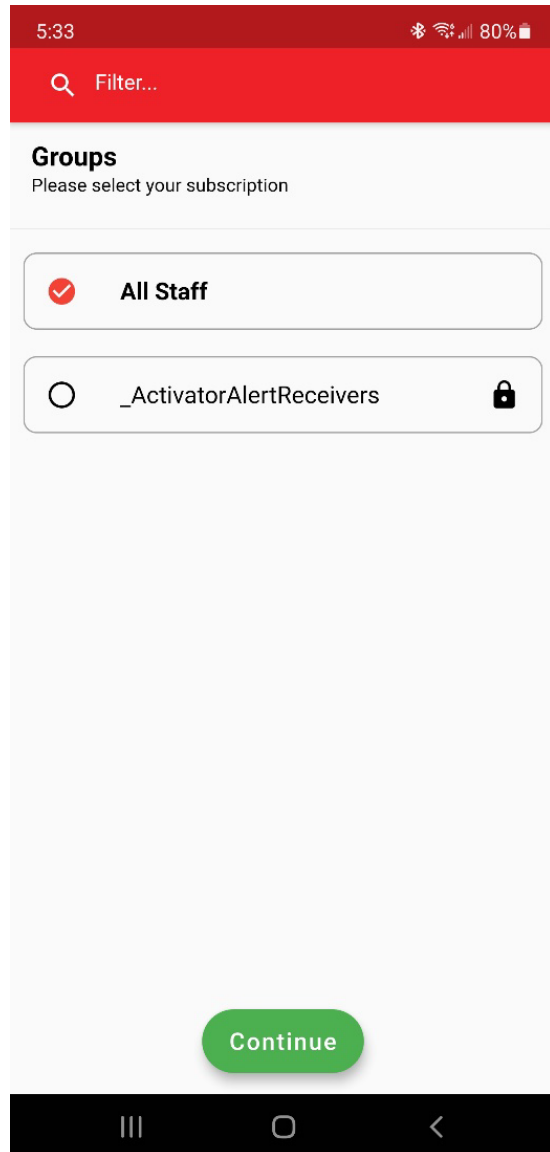 5:33 80%
Filter...
Groups
Please select your subscription
All Staff
_ActivatorAlertReceivers
Continue